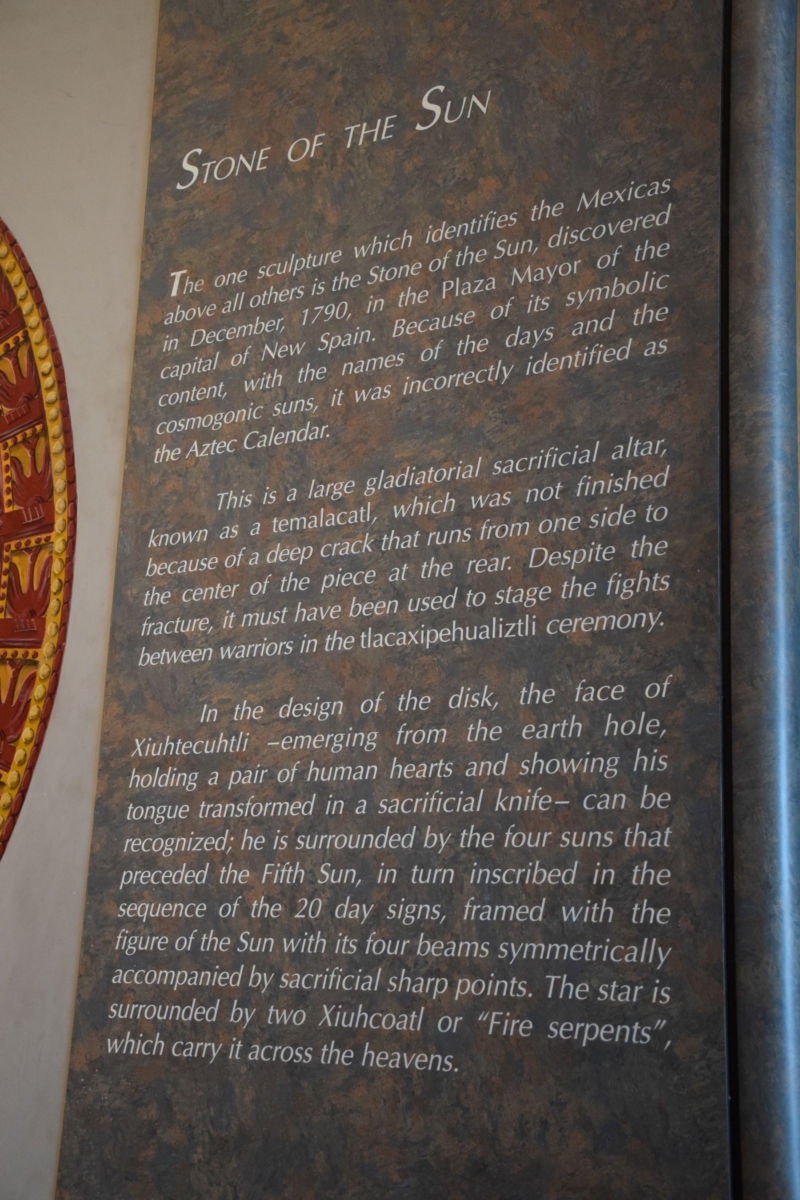 STONE OF THE SUN
The one sculpture which identifies the Mexicas
above all others is the Stone of the Sun, discovered
in December, 1790, in the Plaza Mayor of the
capital of New Spain. Because of its symbolic
content, with the names of the days and the
cosmogonic suns, it was incorrectly identified as
the Aztec Calendar.
This is a large gladiatorial sacrificial altar,
known as a temalacatl, which was not finished
because of a deep crack that runs from one side to
the center of the piece at the rear. Despite the
fracture, it must have been used to stage the fights
between warriors in the tlacaxipehualiztli ceremony.
In the design of the disk, the face of
Xiuhtecuhtli –emerging from the earth hole,
holding a pair of human hearts and showing his
tongue transformed in a sacrificial knife– can be
recognized; he is surrounded by the four suns that
preceded the Fifth Sun, in turn inscribed in the
sequence of the 20 day signs, framed with the
figure of the Sun with its four beams symmetrically
accompanied by sacrificial sharp points. The star is
surrounded by two Xiuhcoatl or “Fire serpents”,
which carry it across the heavens.